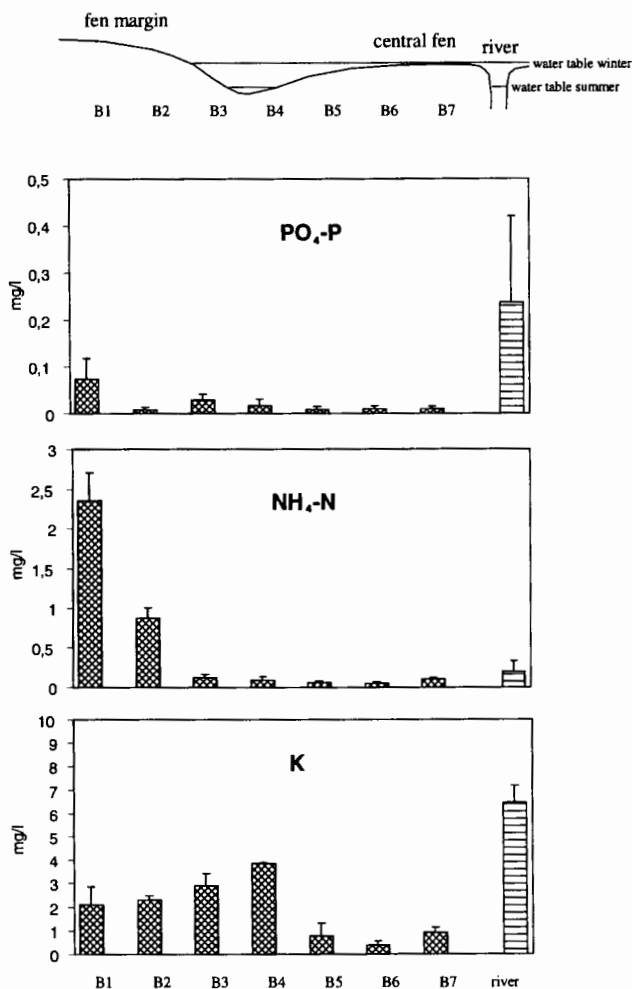 fen margin
central fen
river
water table winter
water table summer
B1 B2 B3 B4 B5 B6 B7
0,5
0,4
0,3
0,2
0,1
0
mg/l
PO₄-P
3
2,5
2
1,5
1
0,5
0
mg/l
NH₄-N
10
9
8
7
6
5
4
3
2
1
0
mg/l
K
B1 B2 B3 B4 B5 B6 B7 river